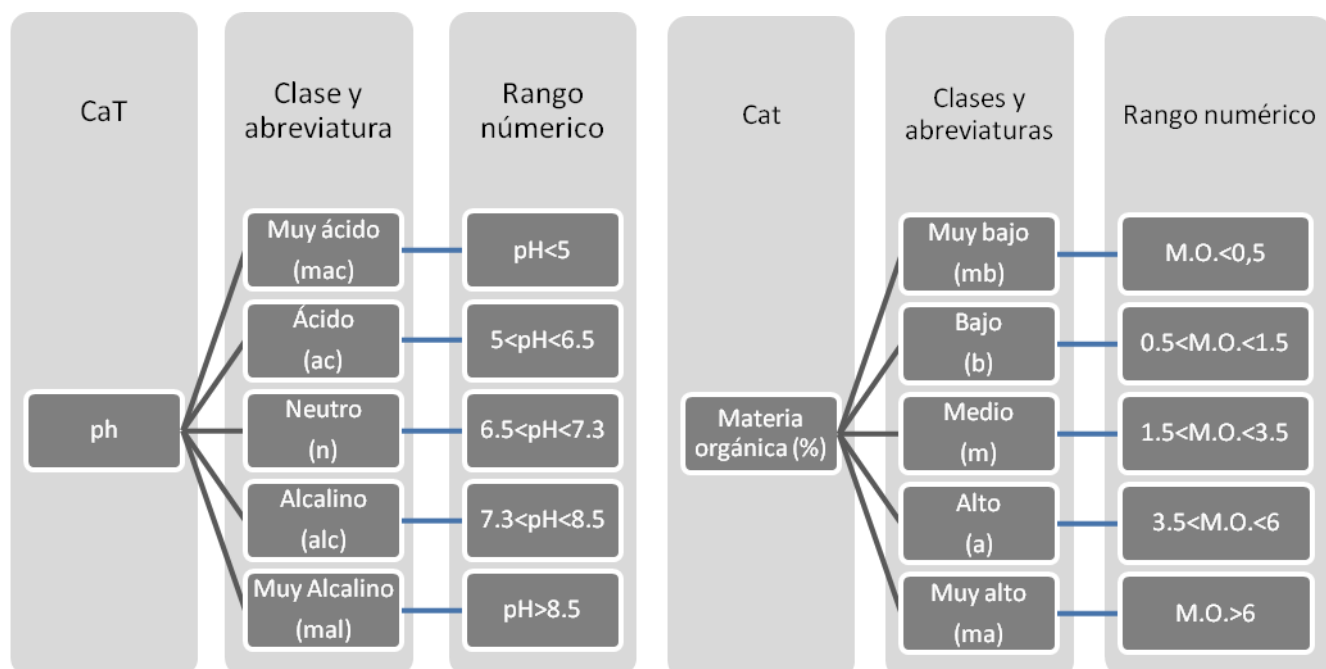 CaT
Clase y
abreviatura
Rango
númerico
ph
Muy ácido
(mac)
pH<5
Ácido
(ac)
5<pH<6.5
Neutro
(n)
6.5<pH<7.3
Alcalino
(alc)
7.3<pH<8.5
Muy Alcalino
(mal)
pH>8.5
Cat
Clases y
abreviaturas
Rango numérico
Materia
orgánica (%)
Muy bajo
(mb)
M.O.<0,5
Bajo
(b)
0.5<M.O.<1.5
Medio
(m)
1.5<M.O.<3.5
Alto
(a)
3.5<M.O.<6
Muy alto
(ma)
M.O.>6